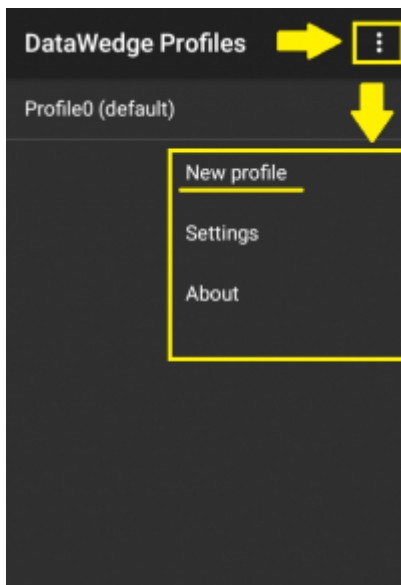 DataWedge Profiles
Profile0 (default)
New profile
Settings
About